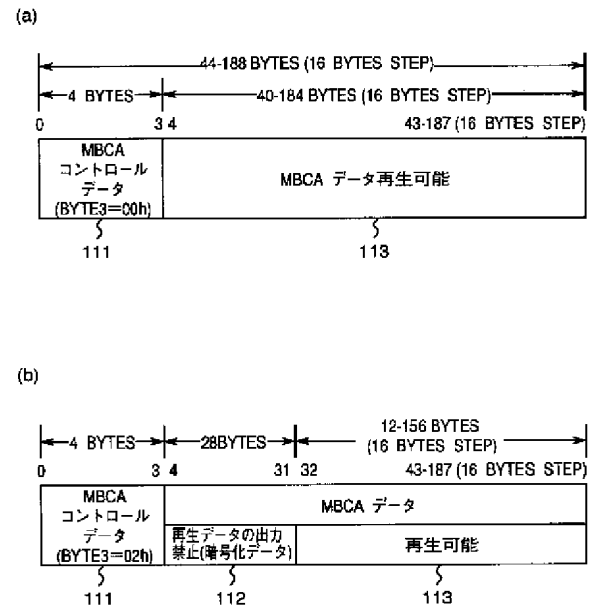 (a)
44-188 BYTES (16 BYTES STEP)
4 BYTES
40-184 BYTES (16 BYTES STEP)
0
3
4
43-187 (16 BYTES STEP)
MBCA
コントロール
データ
(BYTE3=00h)
MBCA データ再生可能
111
113
(b)
12-156 BYTES
(16 BYTES STEP)
4 BYTES
28BYTES
0
3
4
31
32
43-187 (16 BYTES STEP)
MBCA
コントロール
データ
(BYTE3=02h)
MBCA データ
再生データの出力
禁止(暗号化データ)
再生可能
111
112
113